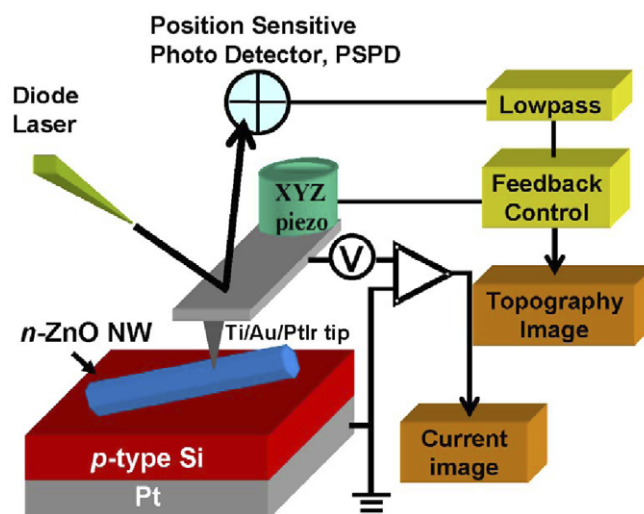 Position Sensitive
Photo Detector, PSPD
Diode
Laser
Lowpass
XYZ
piezo
Feedback
Control
V
Topography
Image
n-ZnO NW
Ti/Au/PtIr tip
p-type Si
Pt
Current
image